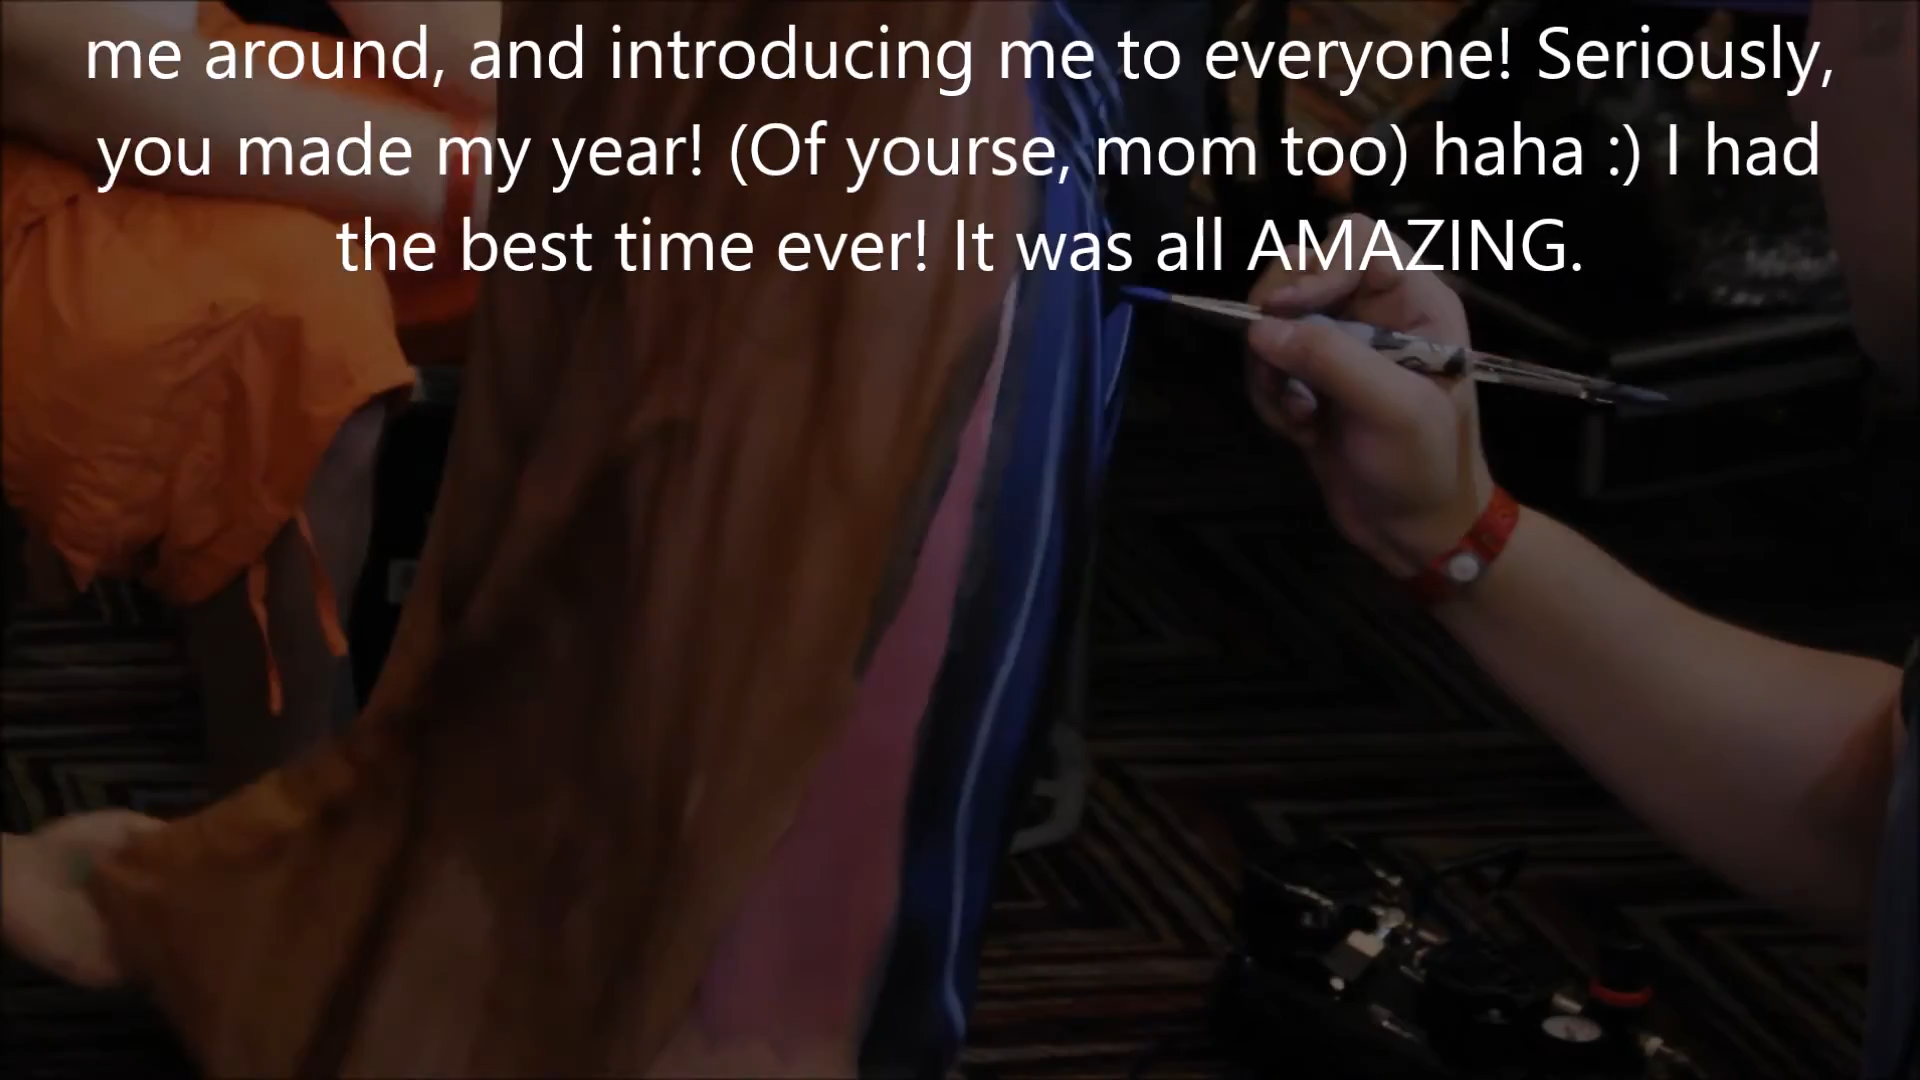 me around, and introducing me to everyone! Seriously,
you made my year! (Of yourse, mom too) haha :) I had
the best time ever! It was all AMAZING.